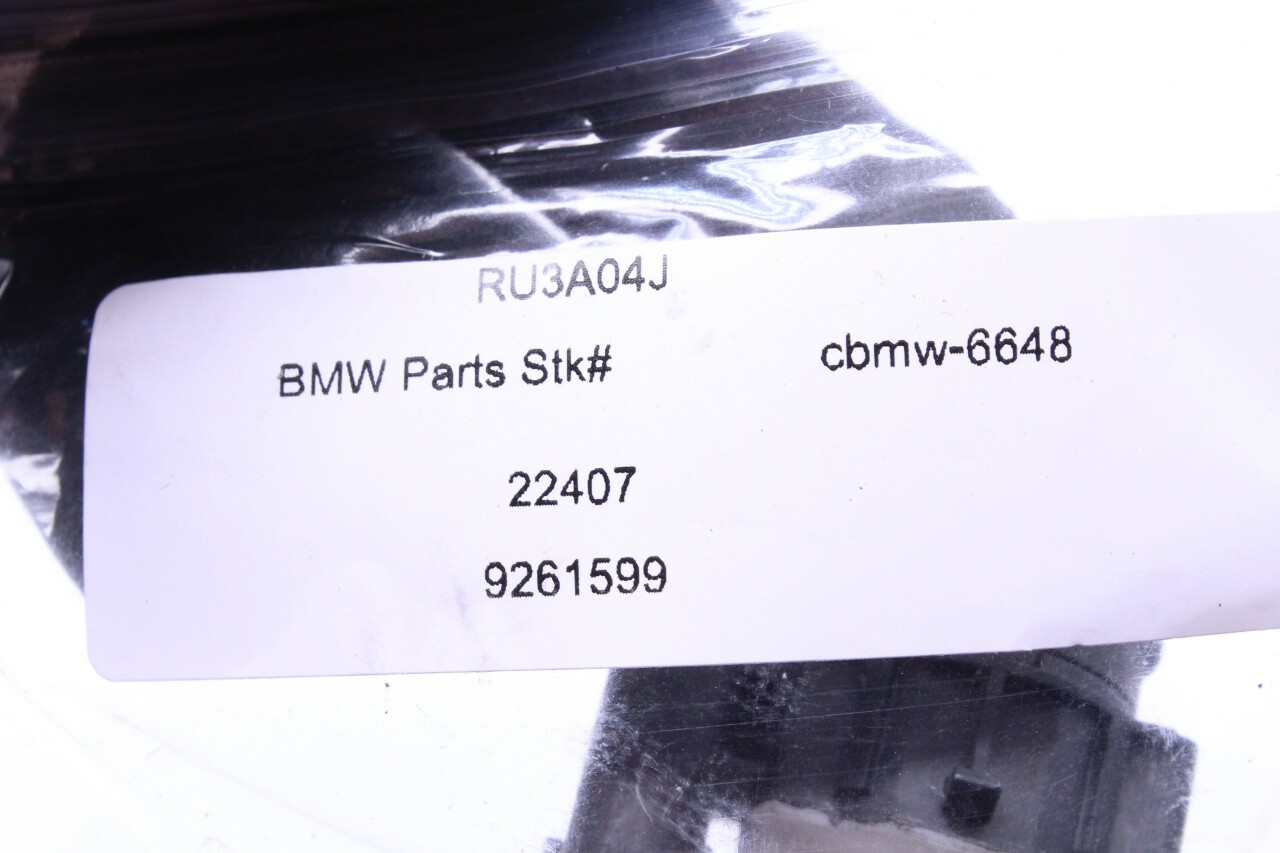 RU3A04J
BMW Parts Stk# cbmw-6648
22407
9261599